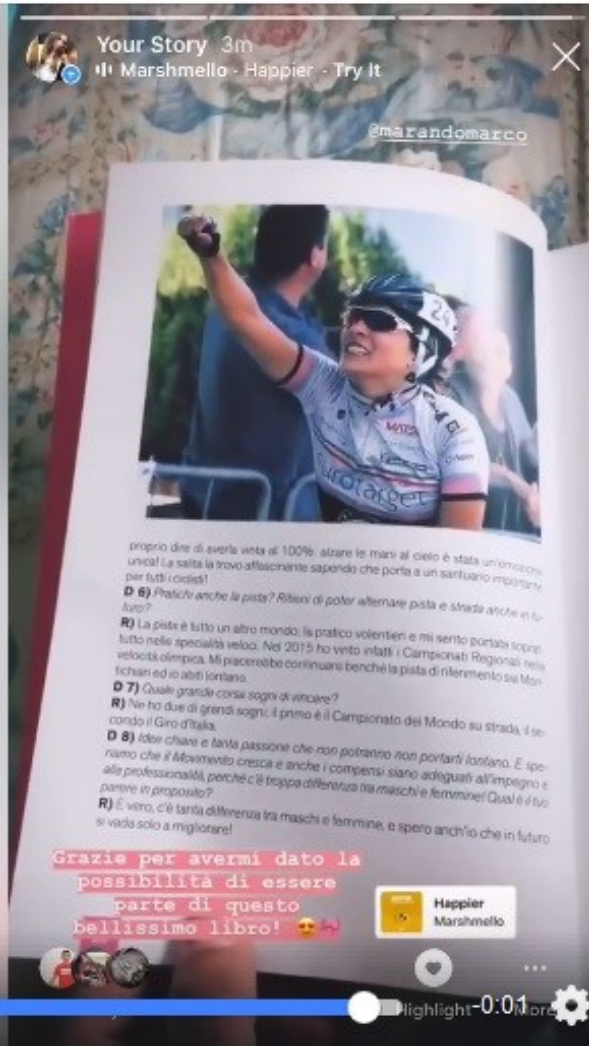 Your Story 3m
Marshmello · Happier · Try It
@marandomarco
24
WATS
eurotarget
proprio dire di averla vinta al 100%: alzare le mani al cielo è stata un'emozione
unica! La salita la trovo affascinante sapendo che porta a un santuario importante
per tutti i ciclisti!
D 6) Pratichi anche la pista? Ritieni di poter alternare pista e strada anche in fu-
turo?
R) La pista è tutto un altro mondo; la pratico volentieri e mi sento portata soprat-
tutto nelle specialità veloci. Nel 2015 ho vinto infatti i Campionati Regionali nella
velocità olimpica. Mi piacerebbe continuare benché la pista di riferimento sia Mon-
tichiari ed io abiti lontano.
D 7) Quale grande corsa sogni di vincere?
R) Ne ho due di grandi sogni; il primo è il Campionato del Mondo su strada, il se-
condo il Giro d'Italia.
D 8) Idee chiare e tanta passione che non potranno non portarti lontano. E spe-
riamo che il Movimento cresca e anche i compensi siano adeguati all'impegno e
alla professionalità, perché c'è troppa differenza tra maschi e femmine! Qual è il tuo
parere in proposito?
R) È vero, c'è tanta differenza tra maschi e femmine, e spero anch'io che in futuro
si vada solo a migliorare!
Grazie per avermi dato la
possibilità di essere
parte di questo
bellissimo libro! 😍🎀
Happier
Marshmello
Highlight
-0:01
More